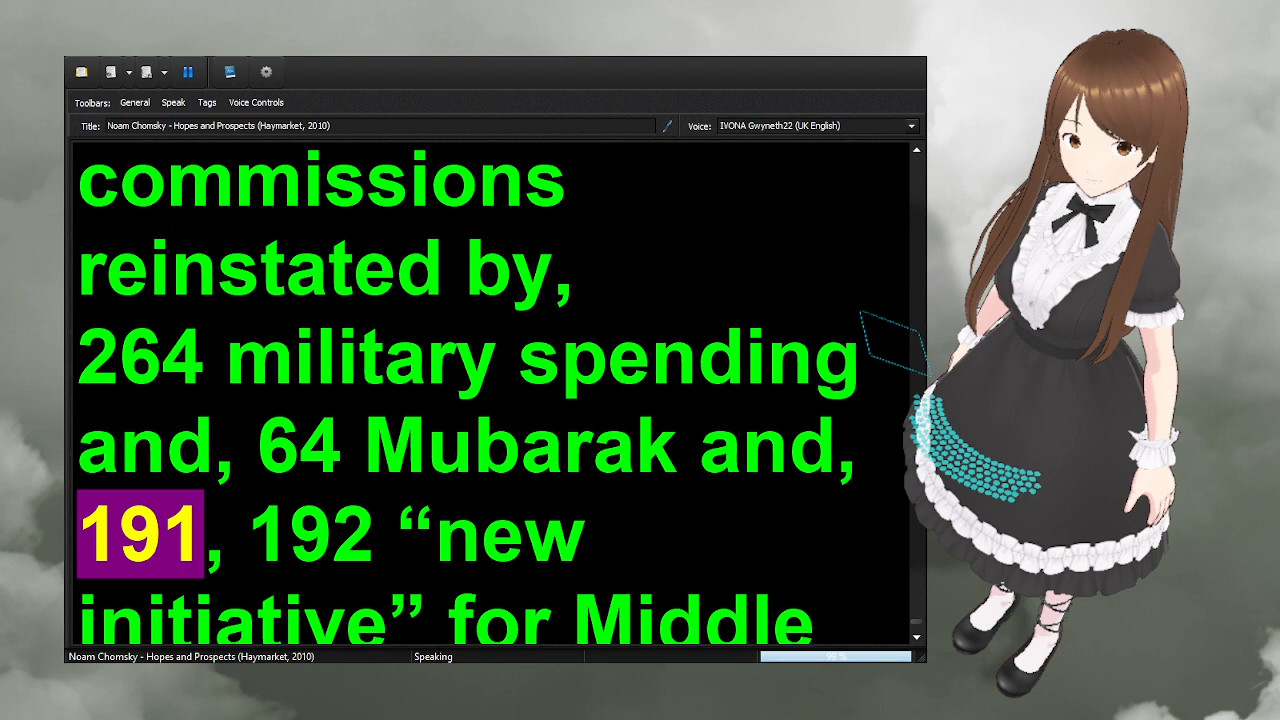 Toolbars: General Speak Tags Voice Controls
Title: Noam Chomsky - Hopes and Prospects (Haymarket, 2010) Voice: IVONA Gwyneth22 (UK English)
commissions
reinstated by,
264 military spending
and, 64 Mubarak and,
191, 192 “new
initiative” for Middle
Noam Chomsky - Hopes and Prospects (Haymarket, 2010) Speaking 99 %